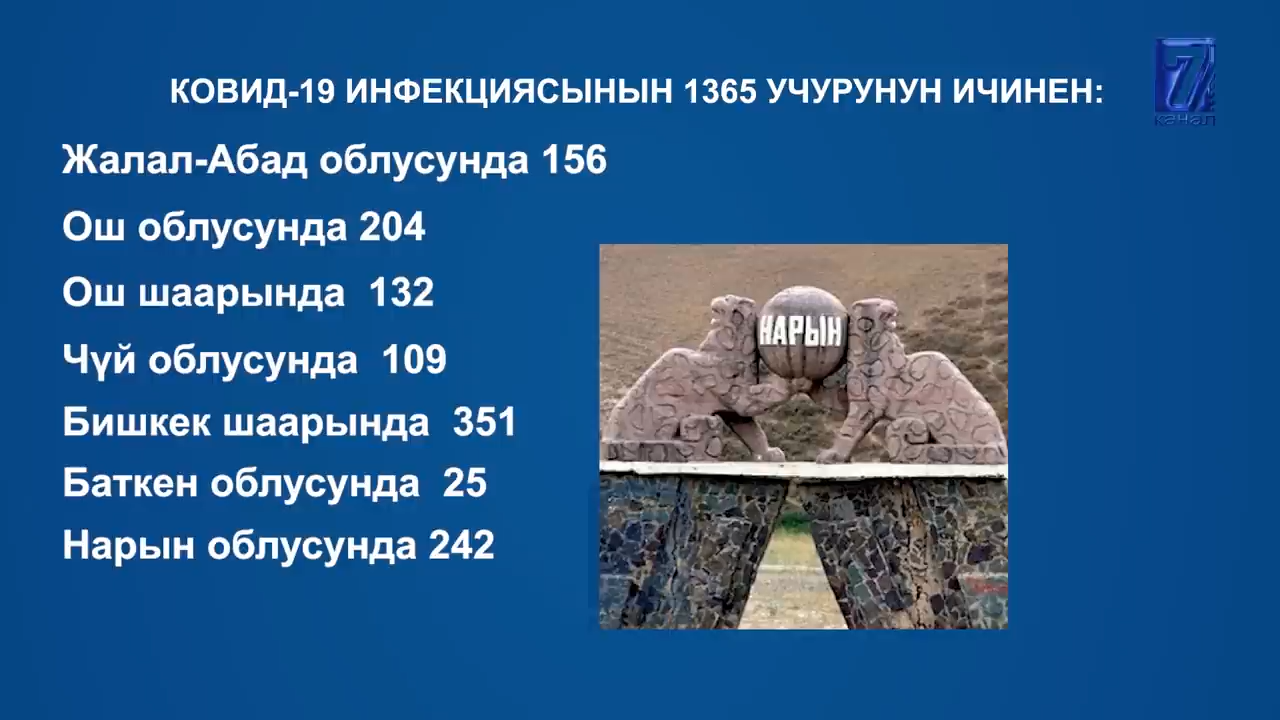 КОВИД-19 ИНФЕКЦИЯСЫНЫН 1365 УЧУРУНУН ИЧИНЕН:
7
канал
Жалал-Абад облусунда 156
Ош облусунда 204
Ош шаарында 132
Чүй облусунда 109
Бишкек шаарында 351
Баткен облусунда 25
Нарын облусунда 242
НАРЫН